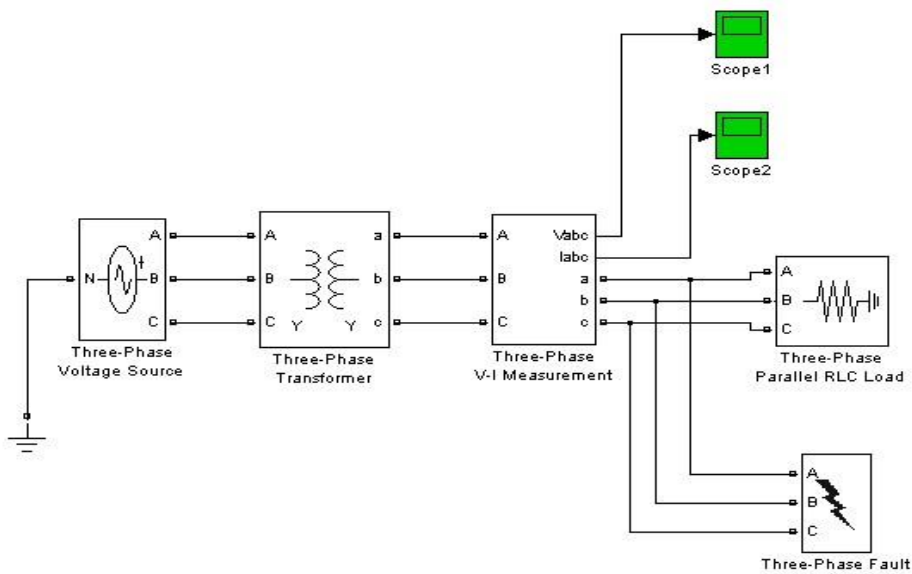 Scope1
Scope2
N
A
B
C
Three-Phase
Voltage Source
A
B
C
a
b
c
Y Y
Three-Phase
Transformer
A
B
C
Vabc
Iabc
a
b
c
Three-Phase
V-I Measurement
A
B
C
Three-Phase
Parallel RLC Load
A
B
C
Three-Phase Fault